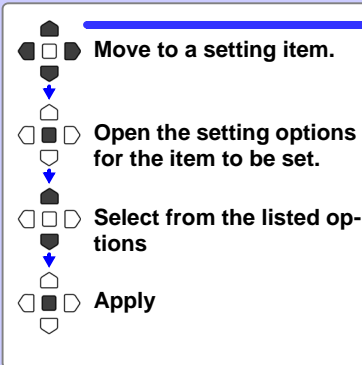 Move to a setting item.
Open the setting options
for the item to be set.
Select from the listed op-
tions
Apply